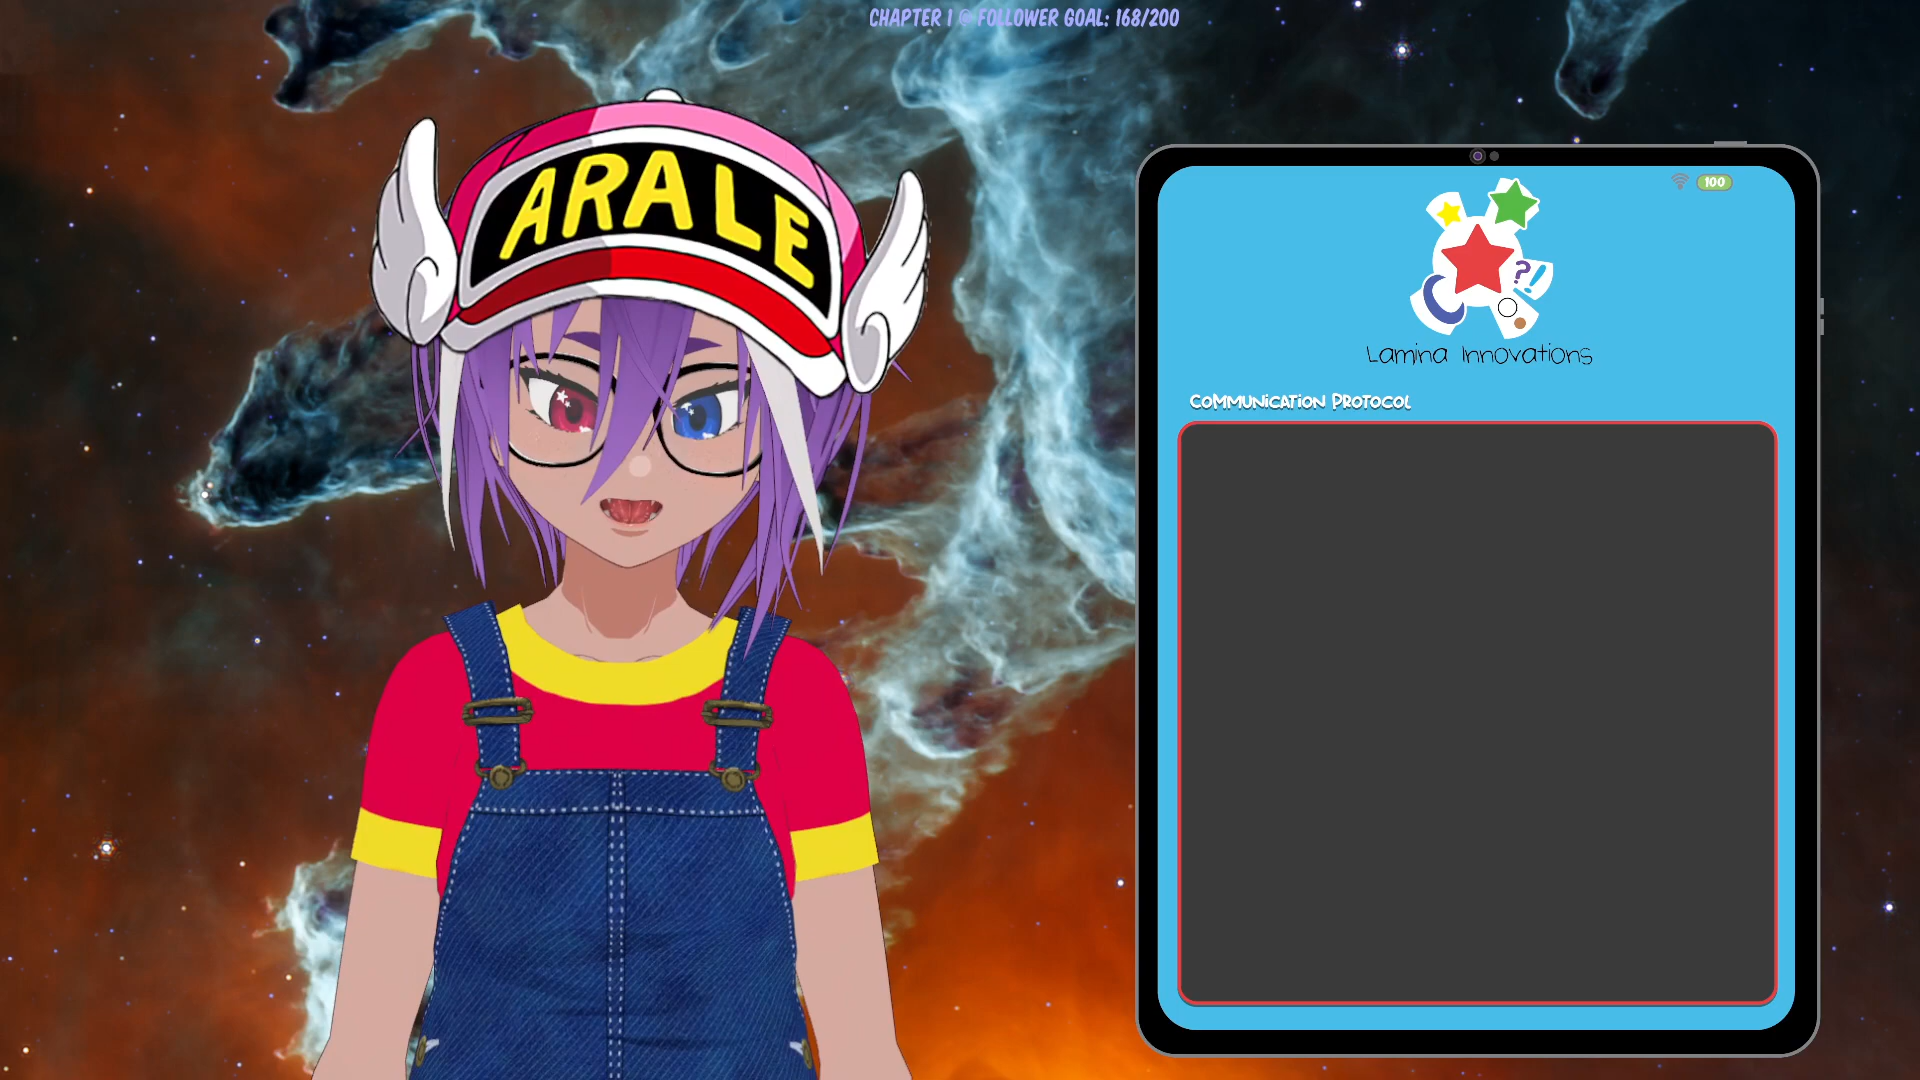 CHAPTER 1 @ FOLLOWER GOAL: 168/200
ARALE
100
Lamina Innovations
COMMUNICATION PROTOCOL